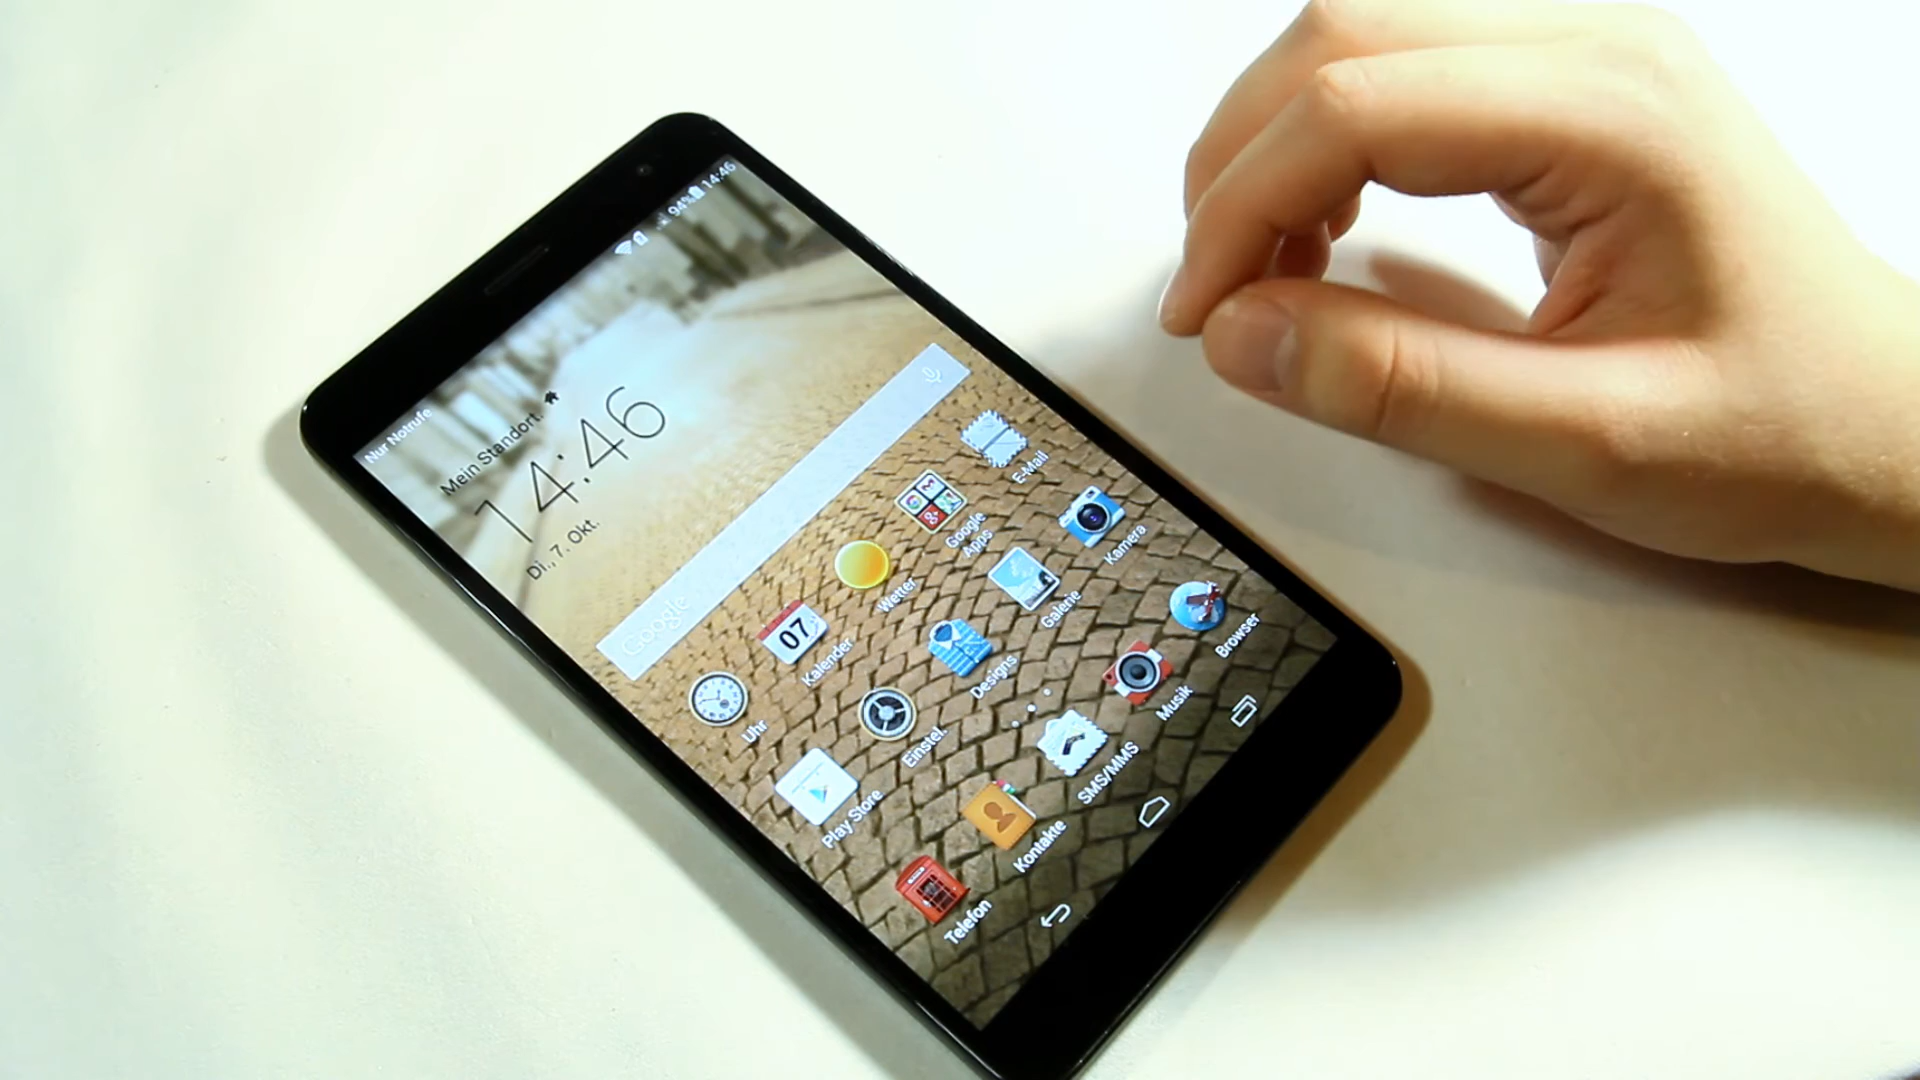 Nur Notrufe
94% 14:46
Mein Standort.
14:46
Di., 7. Okt.
Google
Uhr
Kalender
07
Wetter
Google
Apps
E-Mail
Play Store
Einstel.
Designs
Galerie
Kamera
Telefon
Kontakte
SMS/MMS
Musik
Browser